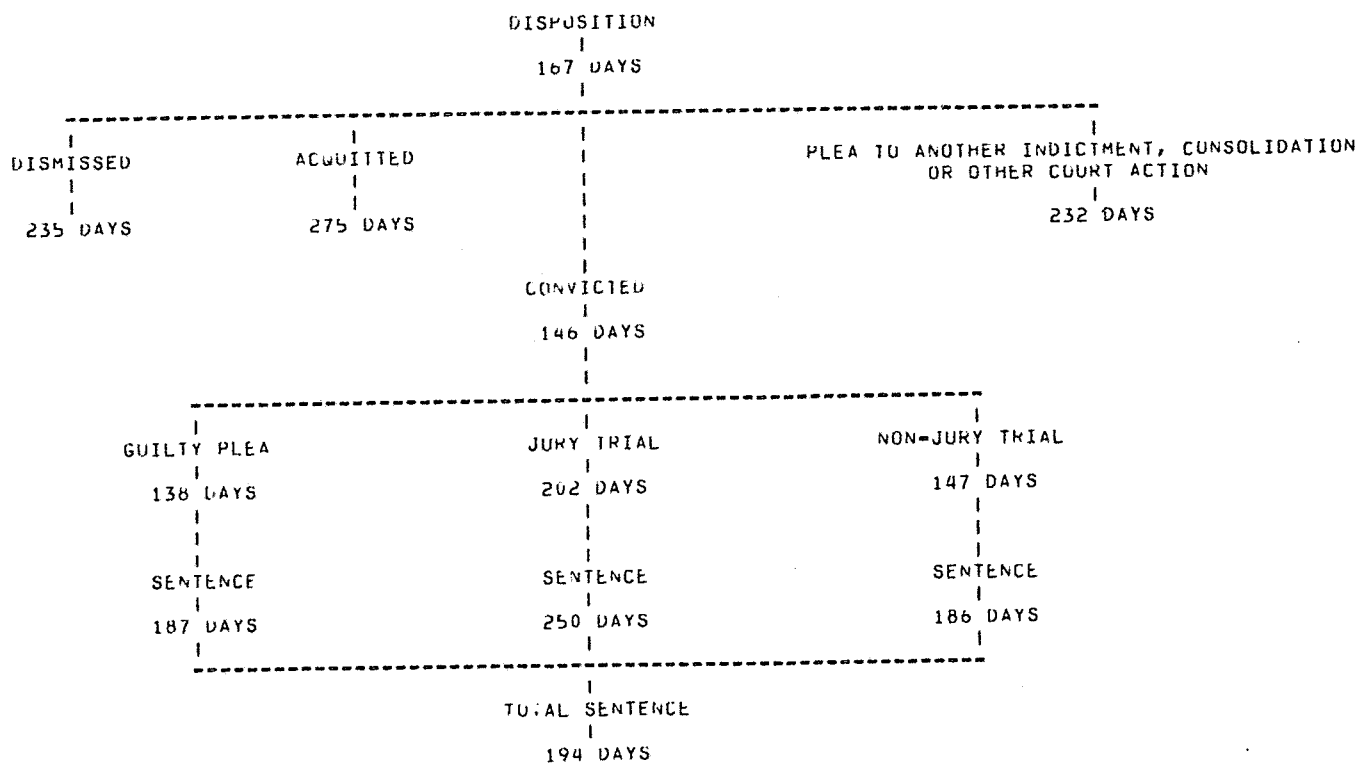 DISPOSITION
167 DAYS
DISMISSED
ACQUITTED
PLEA TO ANOTHER INDICTMENT, CONSOLIDATION
OR OTHER COURT ACTION
235 DAYS
275 DAYS
232 DAYS
CONVICTED
146 DAYS
GUILTY PLEA
JURY TRIAL
NON-JURY TRIAL
138 DAYS
202 DAYS
147 DAYS
SENTENCE
SENTENCE
SENTENCE
187 DAYS
250 DAYS
186 DAYS
TOTAL SENTENCE
194 DAYS